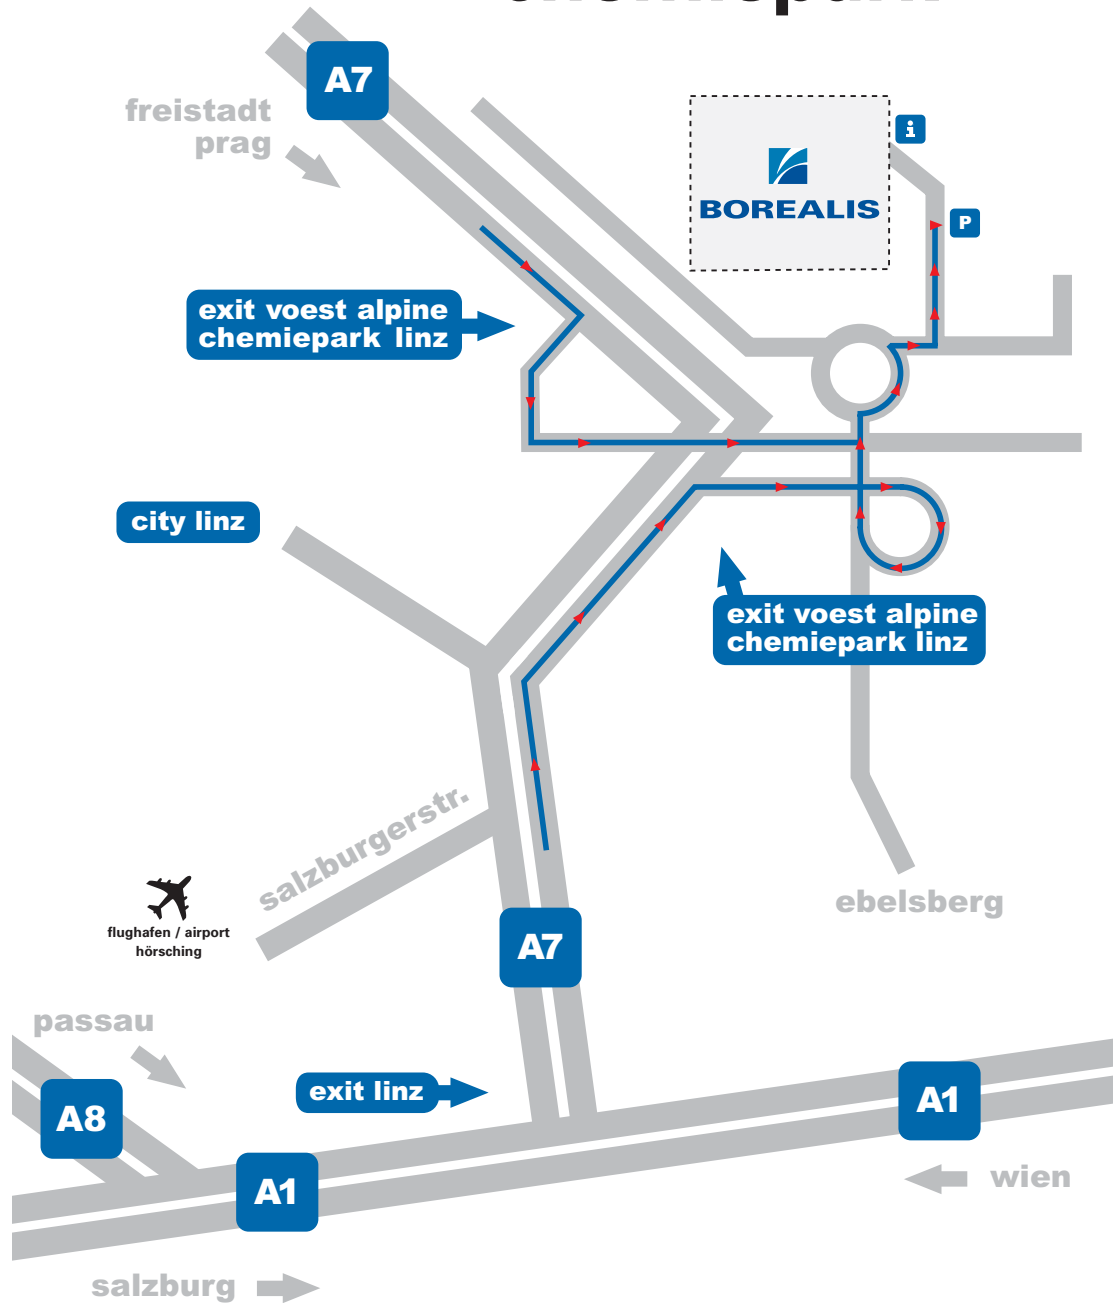 chemiepark
A7
freistadt
prag
i
BOREALIS
P
exit voest alpine
chemiepark linz
city linz
exit voest alpine
chemiepark linz
salzburgerstr.
ebelsberg
flughafen / airport
hörsching
A7
passau
exit linz
A8
A1
A1
wien
salzburg